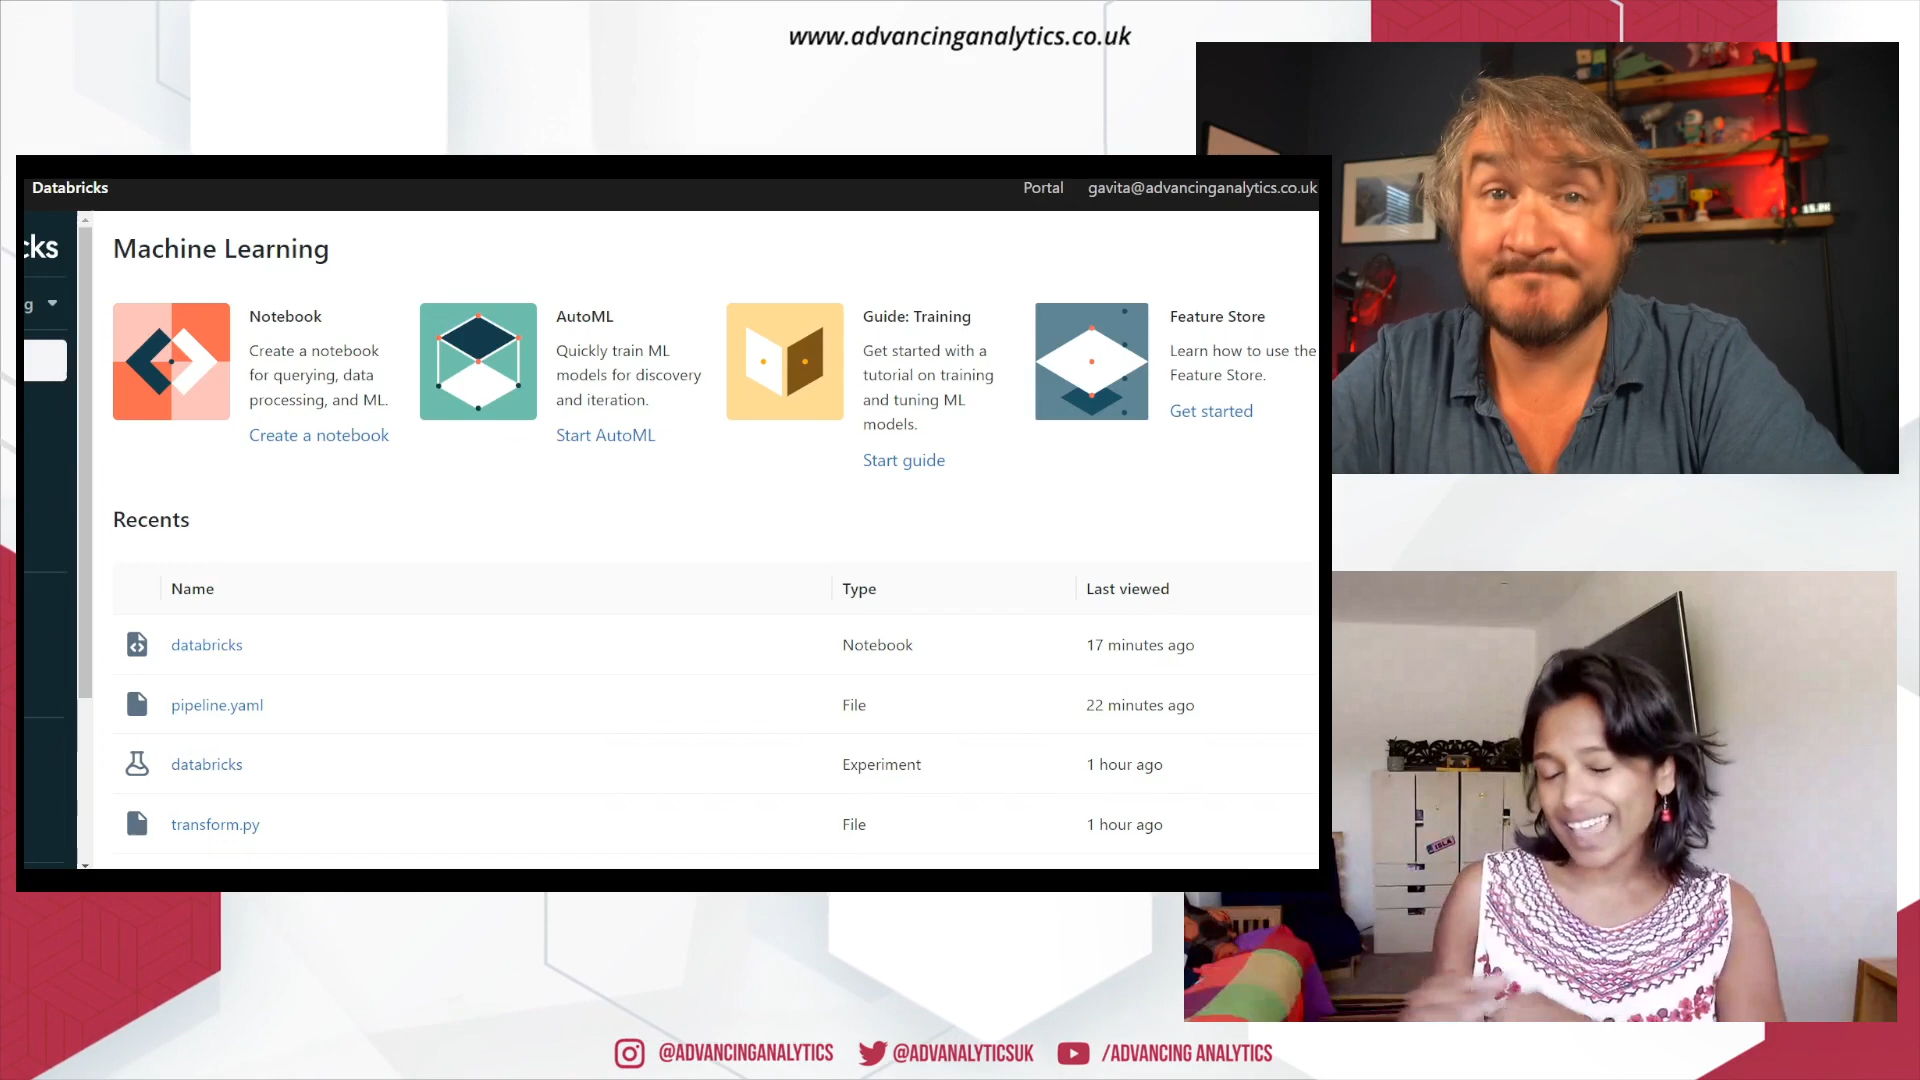 www.advancinganalytics.co.uk
Databricks
Portal
gavita@advancinganalytics.co.uk
cks
g
Machine Learning
Notebook
Create a notebook
for querying, data
processing, and ML.
Create a notebook
AutoML
Quickly train ML
models for discovery
and iteration.
Start AutoML
Guide: Training
Get started with a
tutorial on training
and tuning ML
models.
Start guide
Feature Store
Learn how to use the
Feature Store.
Get started
Recents
Name Type Last viewed
databricks Notebook 17 minutes ago
pipeline.yaml File 22 minutes ago
databricks Experiment 1 hour ago
transform.py File 1 hour ago
ISLA
@ADVANCINGANALYTICS @ADVANALYTICSUK /ADVANCING ANALYTICS